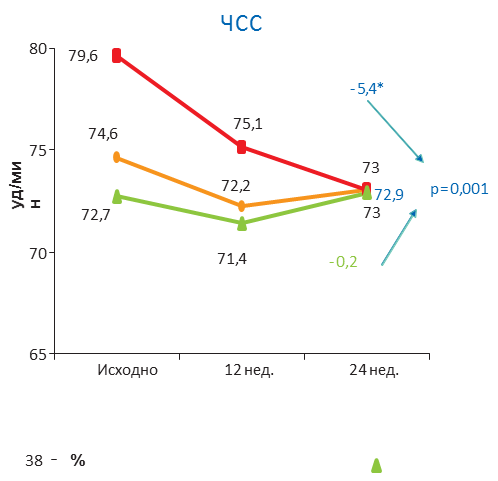 ЧСС
80
79,6
-5,4*
75,1
74,6
75
73
уд/мин
72,2
72,9
p=0,001
72,7
73
71,4
-0,2
70
65
Исходно
12 нед.
24 нед.
38 - %